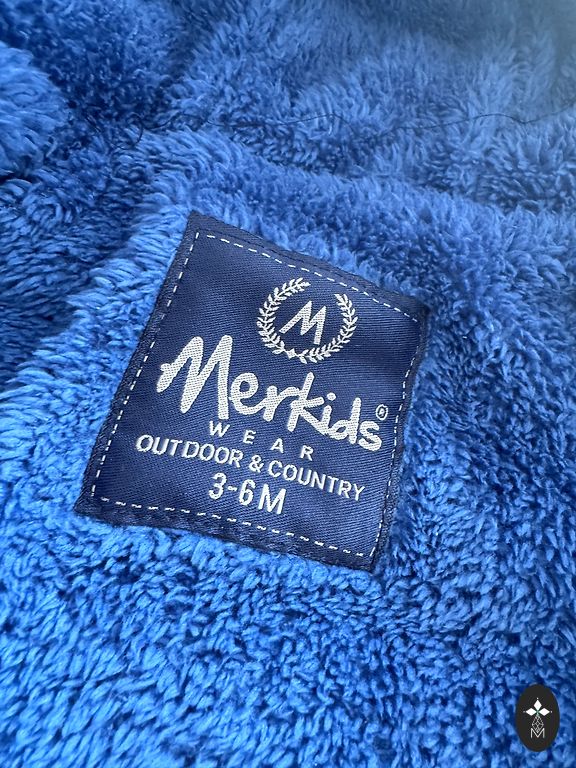 M
Merkids®
WEAR
OUTDOOR & COUNTRY
3-6M
M